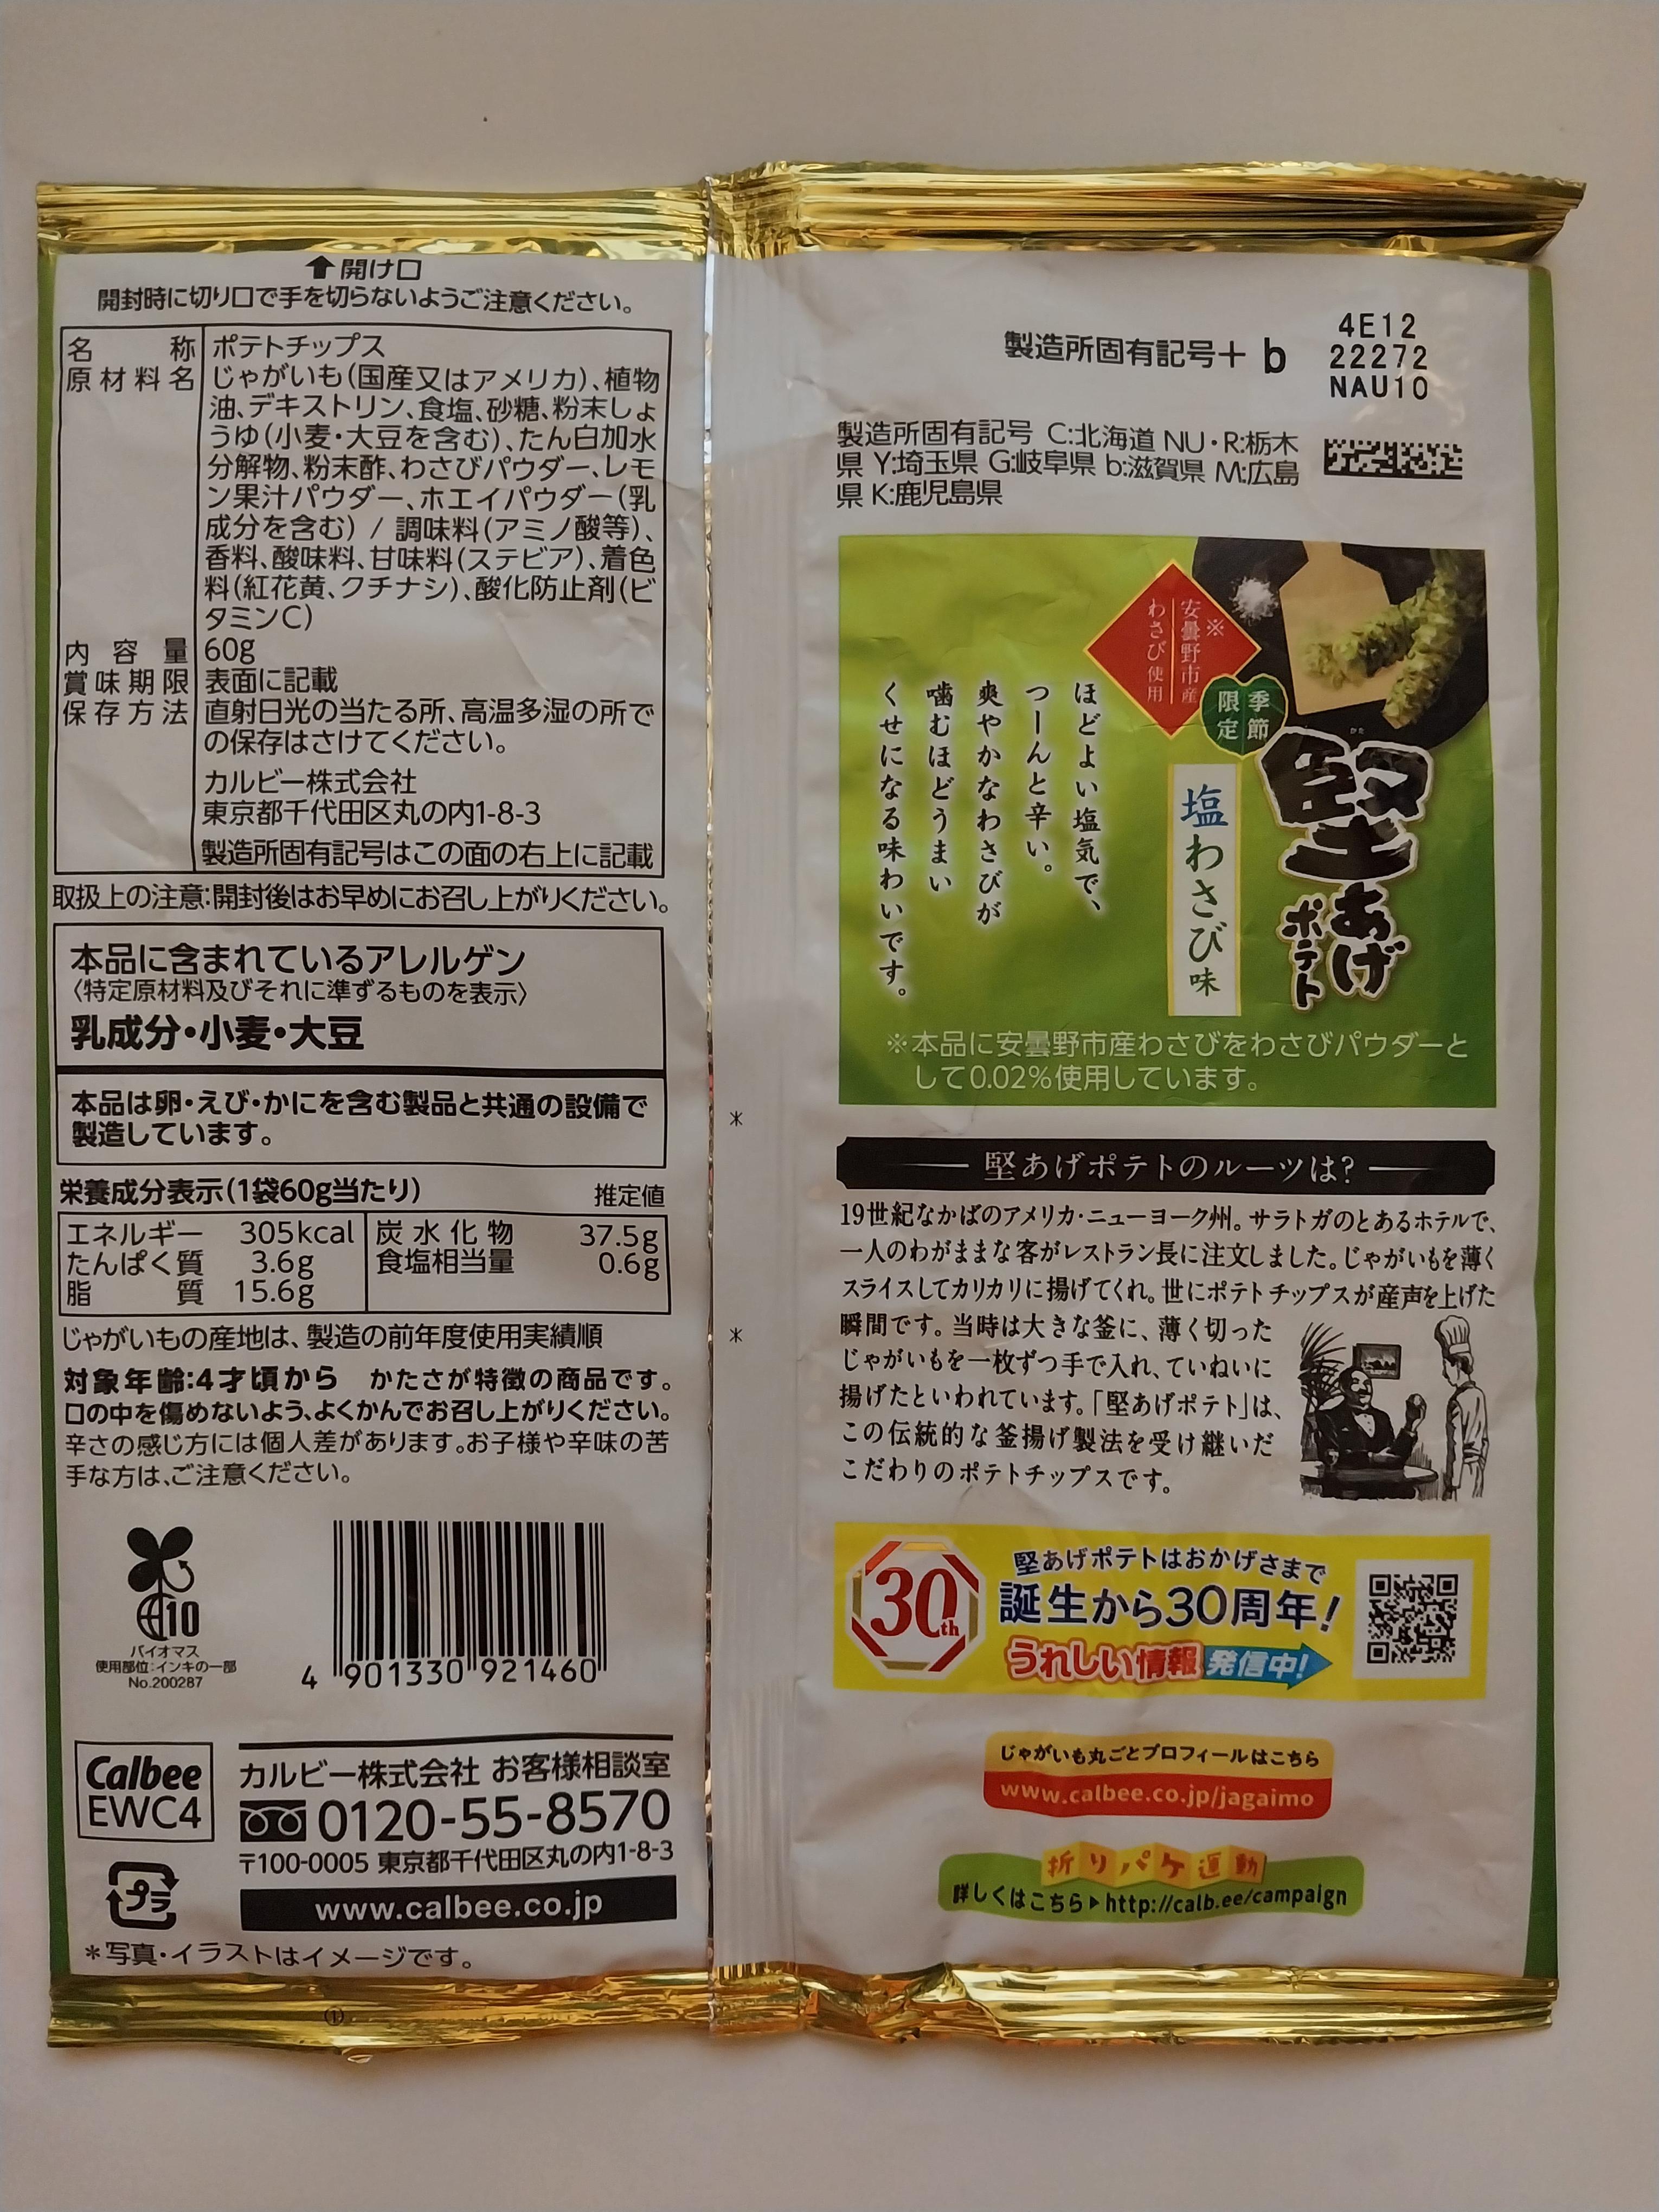 開け口
開封時に切り口で手を切らないようご注意ください。
名称 ポテトチップス
原材料名 じゃがいも(国産又はアメリカ)、植物
油、デキストリン、食塩、砂糖、粉末しょ
うゆ(小麦・大豆を含む)、たん白加水
分解物、粉末酢、わさびパウダー、レモ
ン果汁パウダー、ホエイパウダー(乳
成分を含む) / 調味料(アミノ酸等)、
香料、酸味料、甘味料(ステビア)、着色
料(紅花黄、クチナシ)、酸化防止剤(ビ
タミンC)
内容量 60g
賞味期限 表面に記載
保存方法 直射日光の当たる所、高温多湿の所で
の保存はさけてください。
カルビー株式会社
東京都千代田区丸の内1-8-3
製造所固有記号はこの面の右上に記載
取扱上の注意:開封後はお早めにお召し上がりください。
本品に含まれているアレルゲン
〈特定原材料及びそれに準ずるものを表示〉
乳成分・小麦・大豆
本品は卵・えび・かにを含む製品と共通の設備で
製造しています。
栄養成分表示(1袋60g当たり) 推定値
エネルギー 305kcal 炭水化物 37.5g
たんぱく質 3.6g 食塩相当量 0.6g
脂質 15.6g
じゃがいもの産地は、製造の前年度使用実績順
対象年齢:4才頃から かたさが特徴の商品です。
口の中を傷めないよう、よくかんでお召し上がりください。
辛さの感じ方には個人差があります。お子様や辛味の苦
手な方は、ご注意ください。
10
バイオマス
使用部位:インキの一部
No.200287
4 901330 921460
Calbee
EWC4
カルビー株式会社 お客様相談室
0120-55-8570
〒100-0005 東京都千代田区丸の内1-8-3
www.calbee.co.jp
プラ
*写真・イラストはイメージです。
①
*
*
製造所固有記号+ b
4E12
22272
NAU10
製造所固有記号 C:北海道 NU・R:栃木
県 Y:埼玉県 G:岐阜県 b:滋賀県 M:広島
県 K:鹿児島県
※安曇野市産
わさび使用
季節
限定
堅あげ
かた
ポテト
塩わさび味
ほどよい塩気で、
つーんと辛い。
爽やかなわさびが
噛むほどうまい
くせになる味わいです。
※本品に安曇野市産わさびをわさびパウダーと
して0.02%使用しています。
堅あげポテトのルーツは?
19世紀なかばのアメリカ・ニューヨーク州。サラトガのとあるホテルで、
一人のわがままな客がレストラン長に注文しました。じゃがいもを薄く
スライスしてカリカリに揚げてくれ。世にポテトチップスが産声を上げた
瞬間です。当時は大きな釜に、薄く切った
じゃがいもを一枚ずつ手で入れ、ていねいに
揚げたといわれています。「堅あげポテト」は、
この伝統的な釜揚げ製法を受け継いだ
こだわりのポテトチップスです。
30th
堅あげポテトはおかげさまで
誕生から30周年!
うれしい情報 発信中!
じゃがいも丸ごとプロフィールはこちら
www.calbee.co.jp/jagaimo
折りパケ運動
詳しくはこちら▶http://calb.ee/campaign